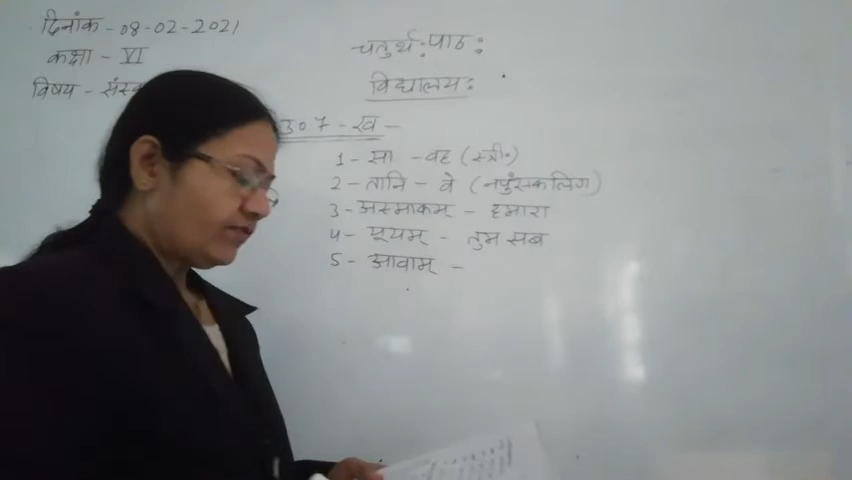 दिनांक - 08-02-2021
कक्षा - VI
विषय - संस्कृ
चतुर्थ: पाठ:
विद्यालय:
307 - ख -
1 - सा - वह (स्त्री॰)
2 - तानि - वे (नपुंसकलिंग)
3 - अस्माकम् - हमारा
4 - यूयम् - तुम सब
5 - आवाम् -